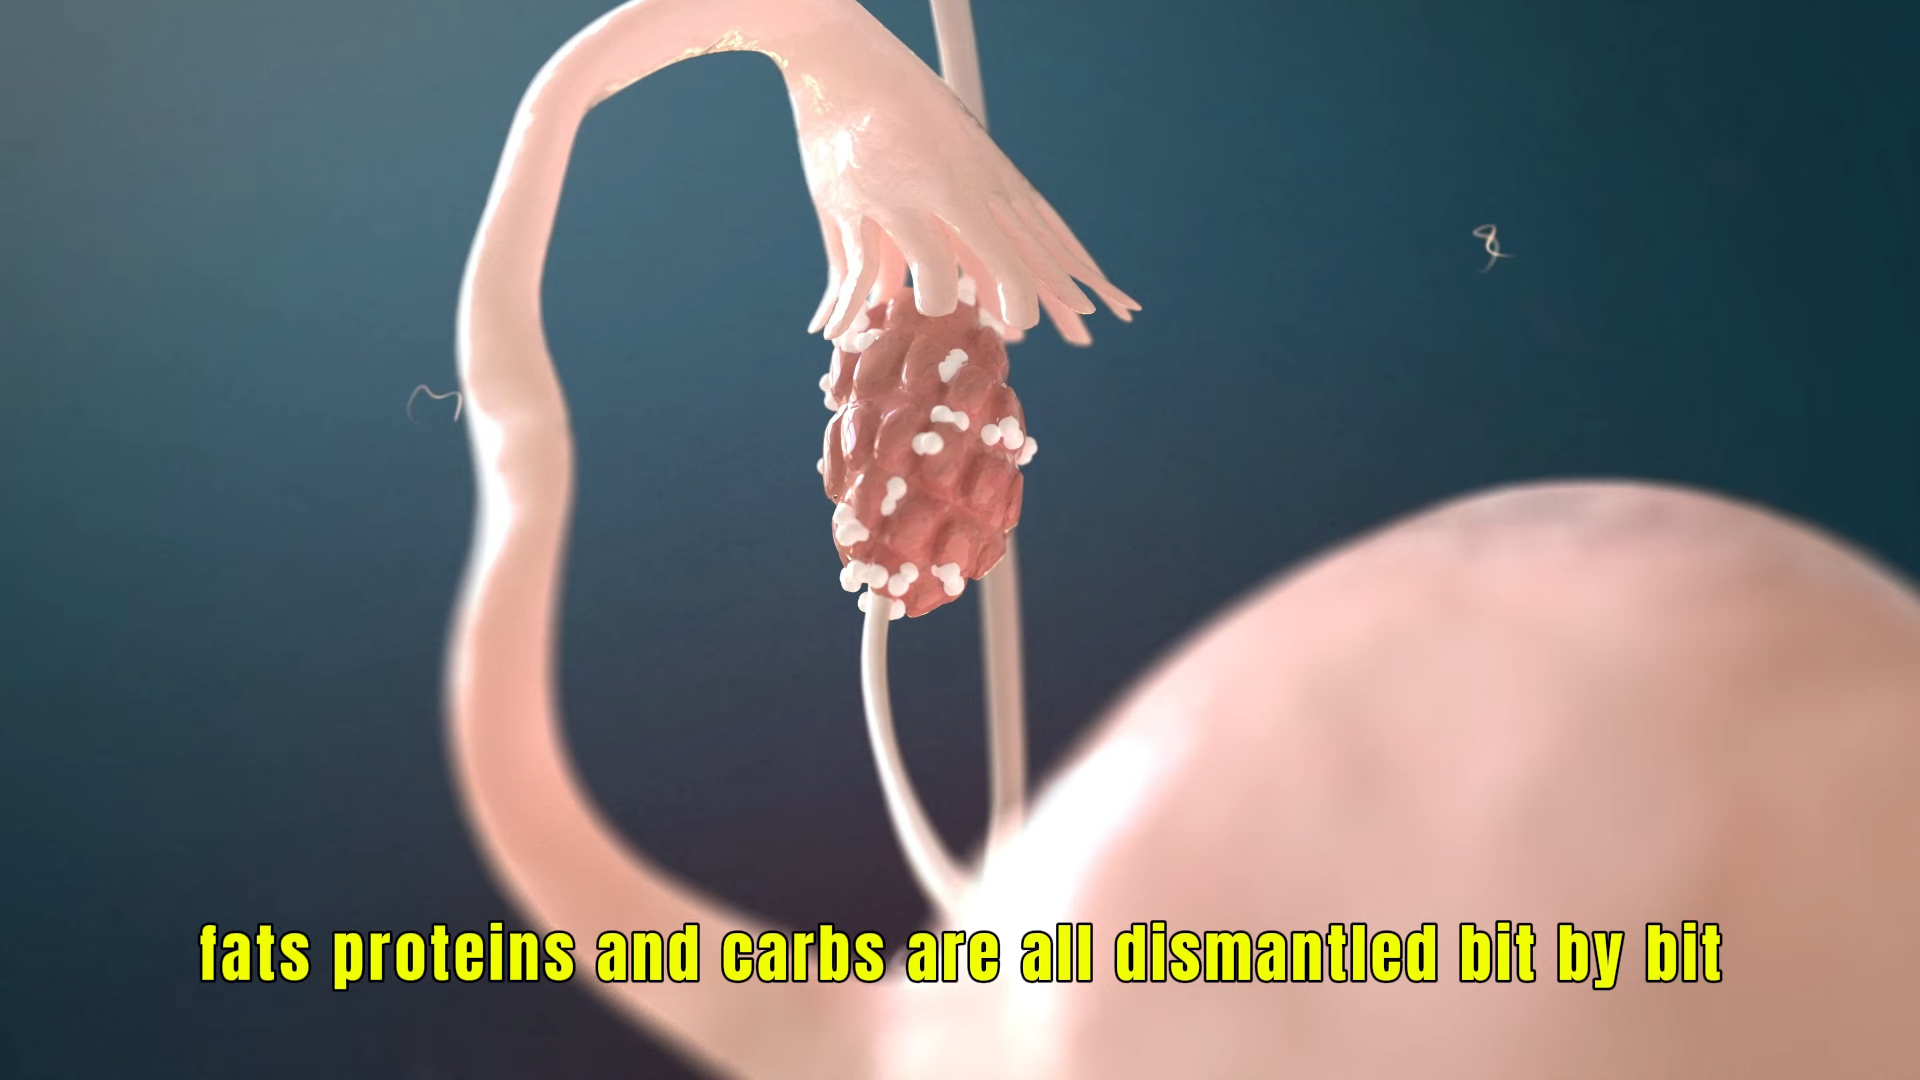 fats proteins and carbs are all dismantled bit by bit